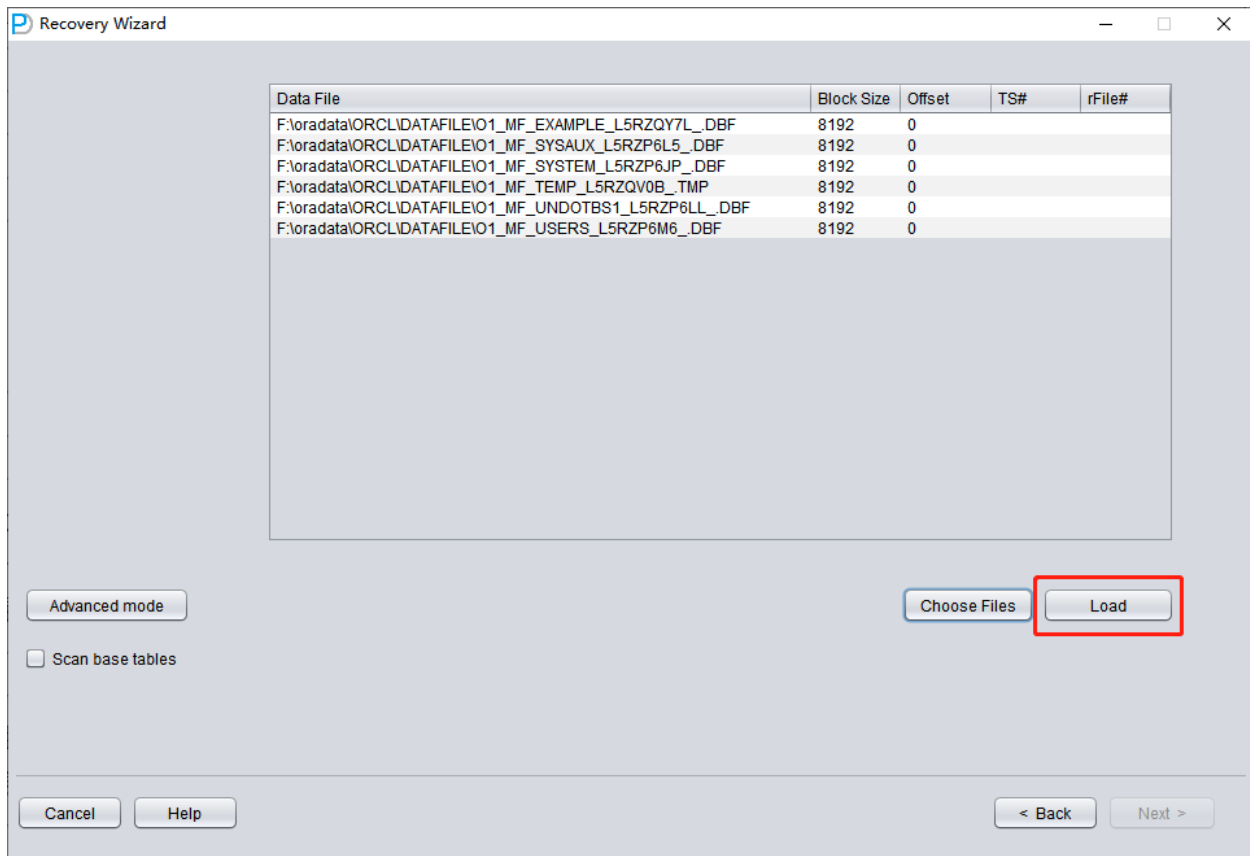 Recovery Wizard
Data File Block Size Offset TS# rFile#
F:\oradata\ORCL\DATAFILE\O1_MF_EXAMPLE_L5RZQY7L_.DBF 8192 0
F:\oradata\ORCL\DATAFILE\O1_MF_SYSAUX_L5RZP6L5_.DBF 8192 0
F:\oradata\ORCL\DATAFILE\O1_MF_SYSTEM_L5RZP6JP_.DBF 8192 0
F:\oradata\ORCL\DATAFILE\O1_MF_TEMP_L5RZQV0B_.TMP 8192 0
F:\oradata\ORCL\DATAFILE\O1_MF_UNDOTBS1_L5RZP6LL_.DBF 8192 0
F:\oradata\ORCL\DATAFILE\O1_MF_USERS_L5RZP6M6_.DBF 8192 0
Advanced mode Choose Files Load
Scan base tables
Cancel Help < Back Next >